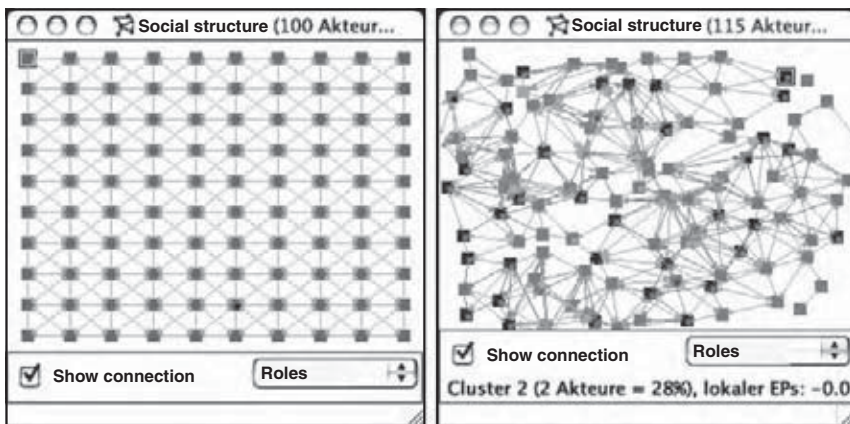 Social structure (100 Akteur...
Show connection
Roles
Social structure (115 Akteur...
Show connection
Roles
Cluster 2 (2 Akteure = 28%), lokaler EPs: -0.0